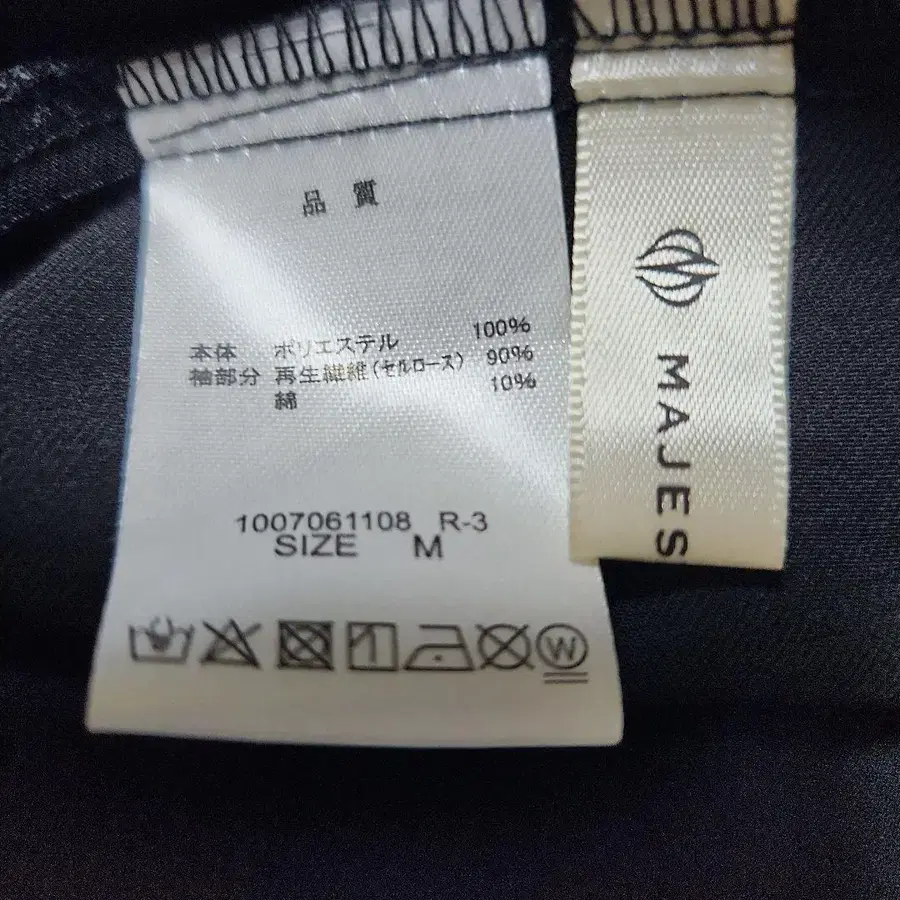 品質
本体 ポリエステル 100%
袖部分 再生繊維(セルロース) 90%
綿 10%
1007061108 R-3
SIZE M
W
MAJES